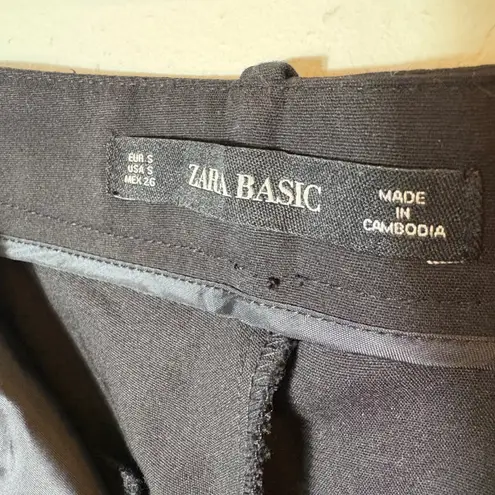 EUR S
USA S
MEX 26
ZARA BASIC
MADE
IN
CAMBODIA